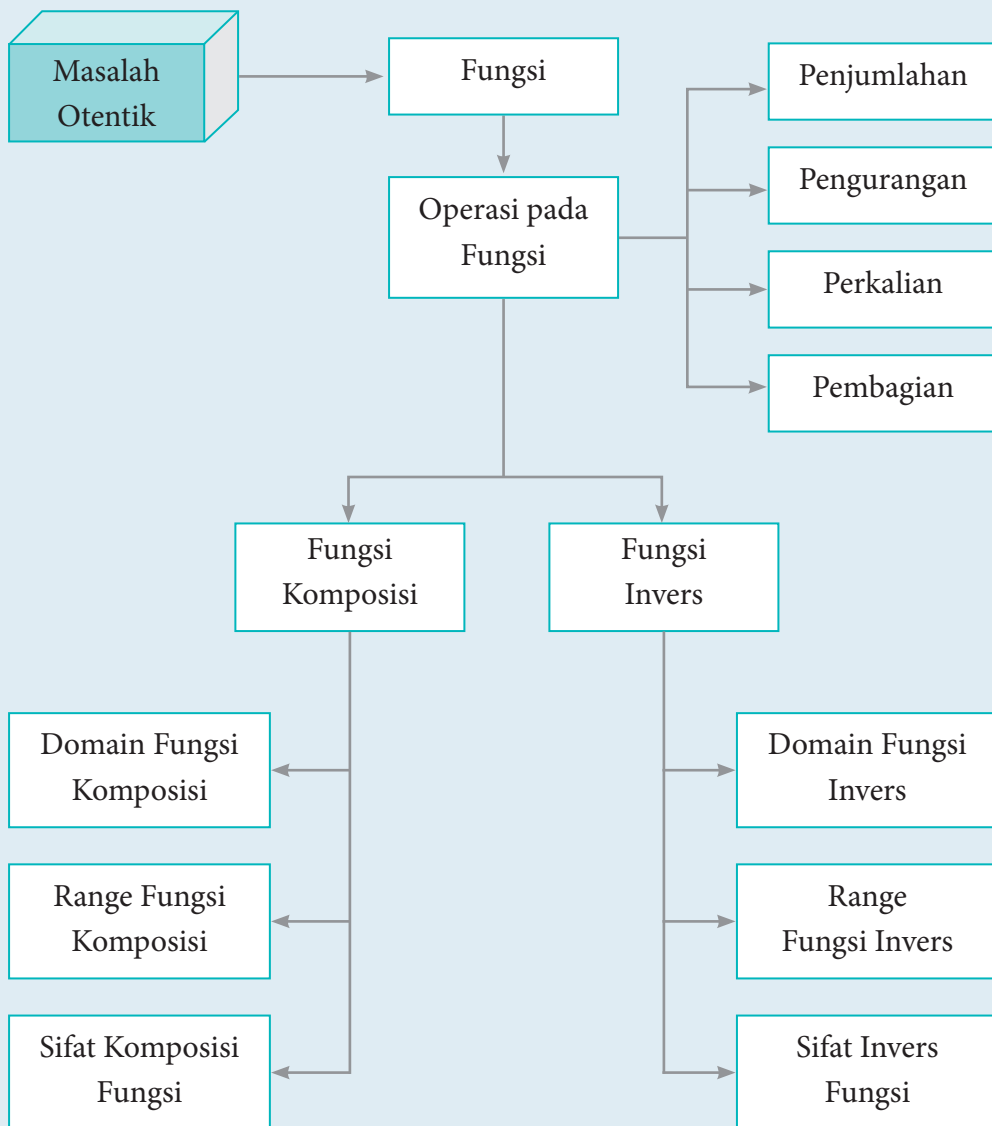 Masalah
Otentik
Fungsi
Operasi pada
Fungsi
Penjumlahan
Pengurangan
Perkalian
Pembagian
Fungsi
Komposisi
Fungsi
Invers
Domain Fungsi
Komposisi
Range Fungsi
Komposisi
Sifat Komposisi
Fungsi
Domain Fungsi
Invers
Range
Fungsi Invers
Sifat Invers
Fungsi